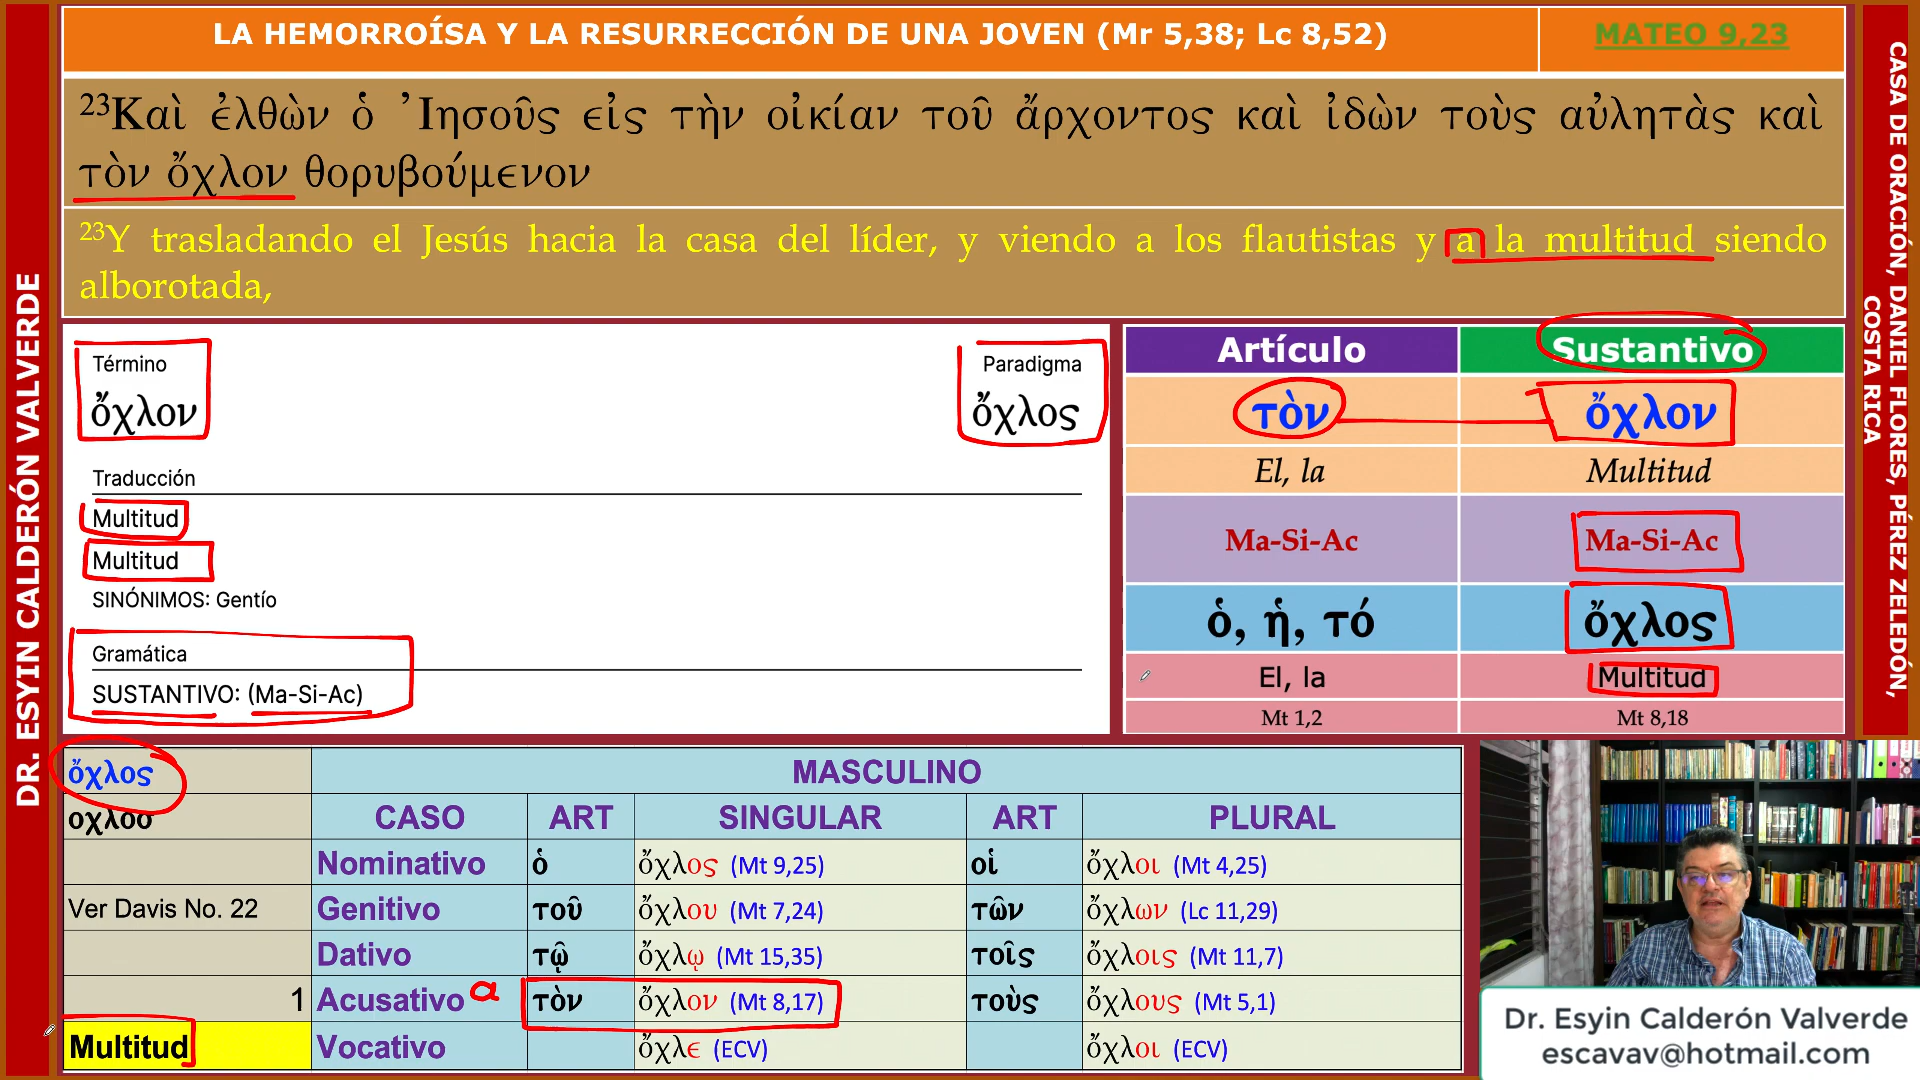 LA HEMORROÍSA Y LA RESURRECCIÓN DE UNA JOVEN (Mr 5,38; Lc 8,52)
MATEO 9,23
²³Καὶ ἐλθὼν ὁ Ἰησοῦς εἰς τὴν οἰκίαν τοῦ ἄρχοντος καὶ ἰδὼν τοὺς αὐλητὰς καὶ
τὸν ὄχλον θορυβούμενον
²³Y trasladando el Jesús hacia la casa del líder, y viendo a los flautistas y a la multitud siendo
alborotada,
DR. ESYIN CALDERÓN VALVERDE
CASA DE ORACIÓN, DANIEL FLORES, PÉREZ ZELEDÓN,
COSTA RICA
Término
Paradigma
ὄχλον
ὄχλος
Traducción
Multitud
Multitud
SINÓNIMOS: Gentío
Gramática
SUSTANTIVO: (Ma-Si-Ac)
Artículo Sustantivo
τὸν ὄχλον
El, la Multitud
Ma-Si-Ac Ma-Si-Ac
ὁ, ἡ, τό ὄχλος
El, la Multitud
Mt 1,2 Mt 8,18
ὄχλος MASCULINO
οχλοσ CASO ART SINGULAR ART PLURAL
Nominativo ὁ ὄχλος (Mt 9,25) οἱ ὄχλοι (Mt 4,25)
Ver Davis No. 22 Genitivo τοῦ ὄχλου (Mt 7,24) τῶν ὄχλων (Lc 11,29)
Dativo τῷ ὄχλῳ (Mt 15,35) τοῖς ὄχλοις (Mt 11,7)
1 Acusativo a τὸν ὄχλον (Mt 8,17) τοὺς ὄχλους (Mt 5,1)
Multitud Vocativo ὄχλε (ECV) ὄχλοι (ECV)
Dr. Esyin Calderón Valverde
escavav@hotmail.com